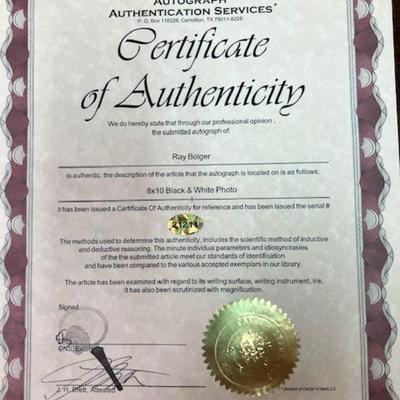 AUTOGRAPH
AUTHENTICATION SERVICES
P. O. Box 118228, Carrollton, TX 75011-8228
Certificate
of Authenticity
We do hereby state that through our professional opinion ,
the submitted autograph of:
Ray Bolger
is authentic. the description of the article that the autograph is located on is as follows:
8x10 Black & White Photo
it has been issued a Certificate Of Authenticity for reference and has been issued the serial #
The methods used to determine this authenticity, includes the scientific method of inductive
and deductive reasoning. The minute individual parameters and idiosyncrasies
of the the submitted article meet our standards of identification
and have been compared to various accepted exemplars in our library.
The article has been examined with regard to its writing surface, writing instrument, ink.
It has also been scrutinized with magnification.
Signed
CNS, Exam
J. H. Brett, Attested